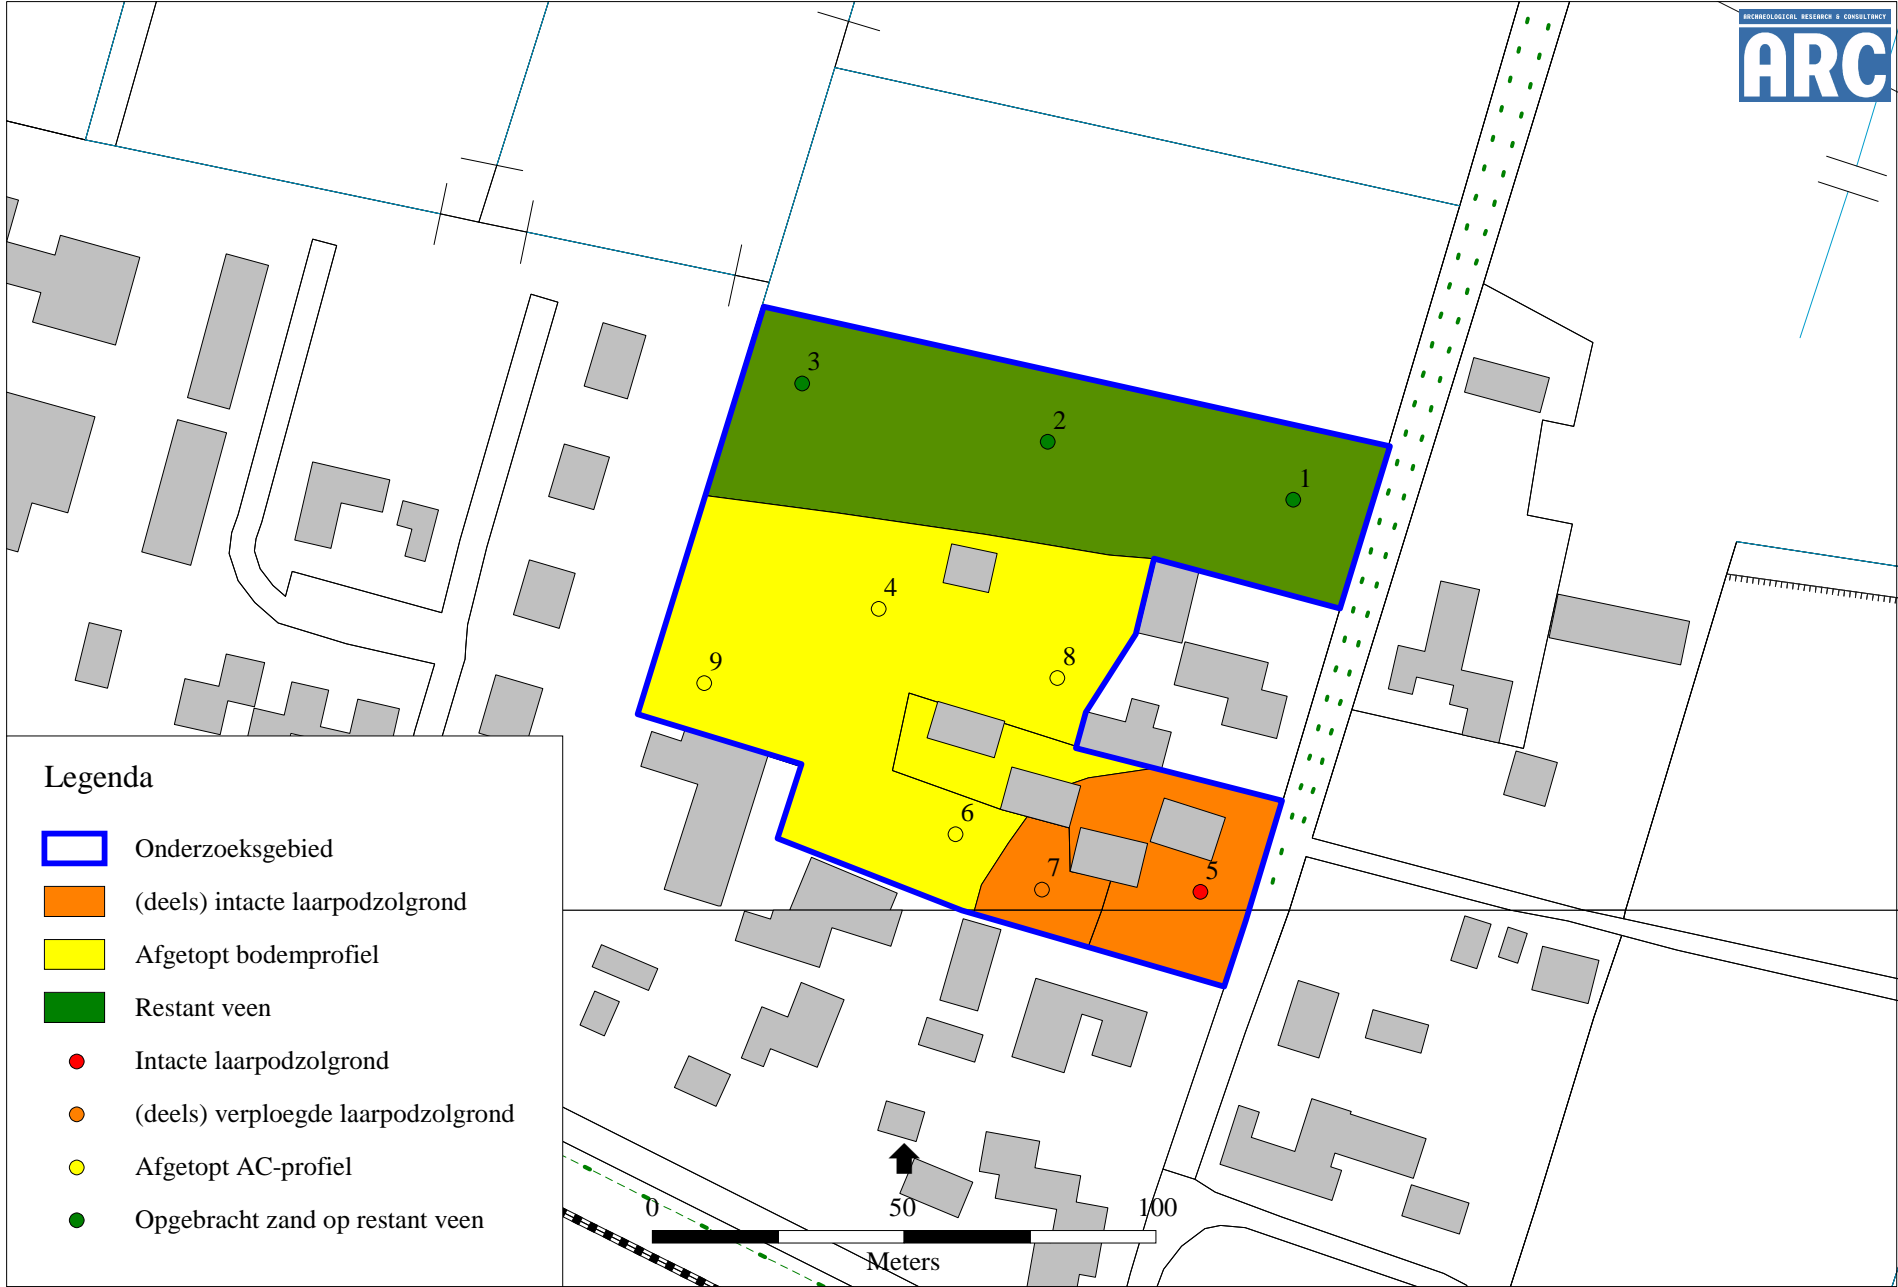 ARCHAEOLOGICAL RESEARCH & CONSULTANCY
ARC
3
2
1
4
8
9
6
7
5
Legenda
Onderzoeksgebied
(deels) intacte laarpodzolgrond
Afgetopt bodemprofiel
Restant veen
Intacte laarpodzolgrond
(deels) verploegde laarpodzolgrond
Afgetopt AC-profiel
Opgebracht zand op restant veen
0 50 100
Meters